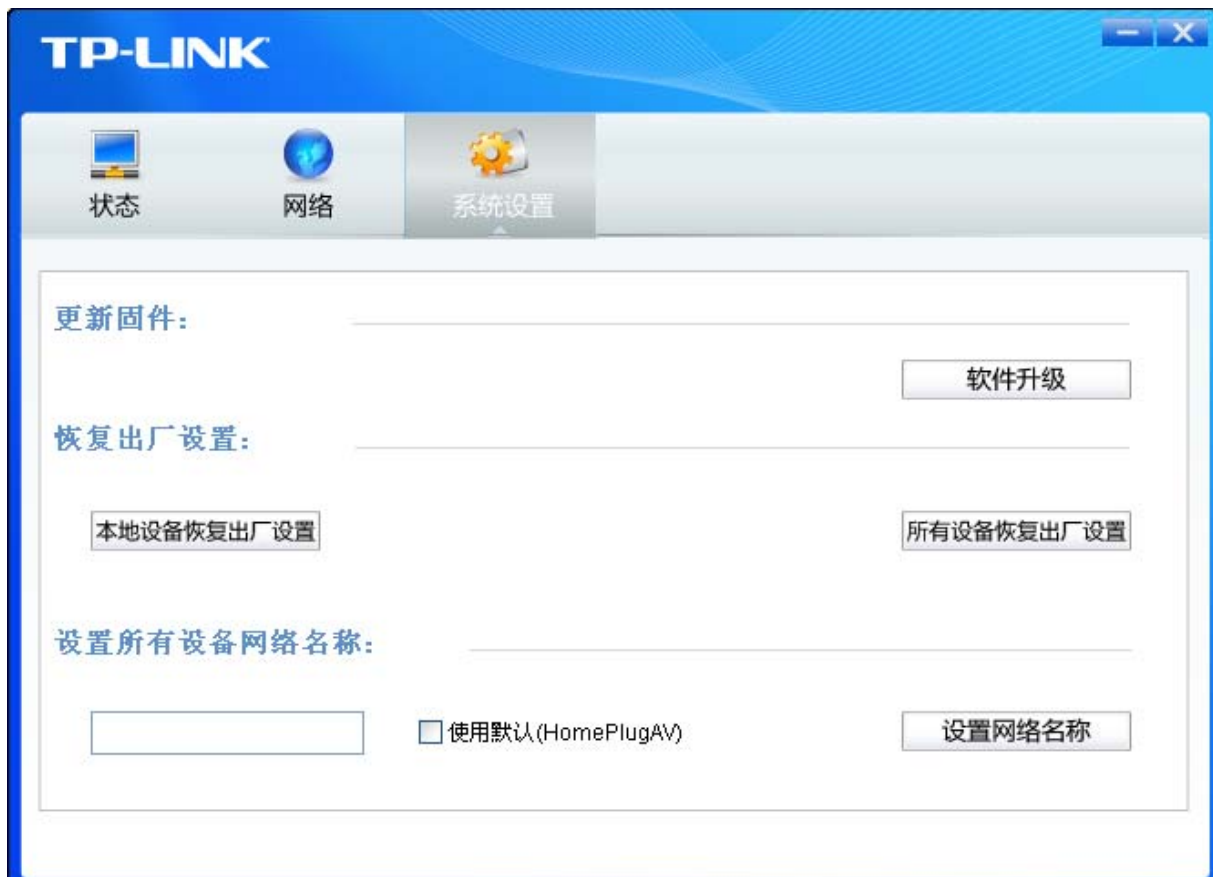 TP-LINK
状态
网络
系统设置
更新固件：
软件升级
恢复出厂设置：
本地设备恢复出厂设置
所有设备恢复出厂设置
设置所有设备网络名称：
使用默认(HomePlugAV)
设置网络名称